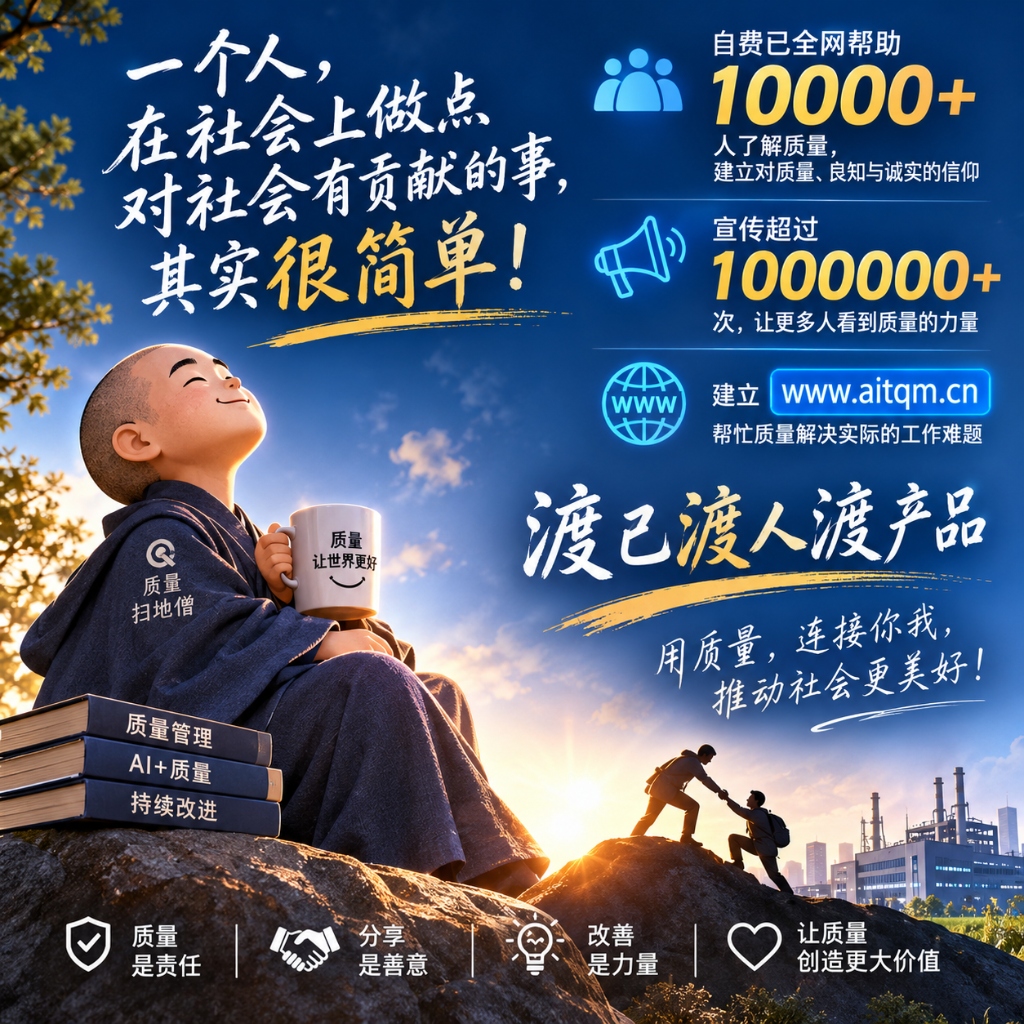 一个人，
在社会上做点
对社会有贡献的事，
其实很简单！
自费已全网帮助
10000+
人了解质量，
建立对质量、良知与诚实的信仰
宣传超过
1000000+
次，让更多人看到质量的力量
www
建立 www.aitqm.cn
帮忙质量解决实际的工作难题
渡己渡人渡产品
用质量，连接你我，
推动社会更美好！
质量
让世界更好
质量
扫地僧
质量管理
AI+质量
持续改进
质量
是责任
分享
是善意
改善
是力量
让质量
创造更大价值